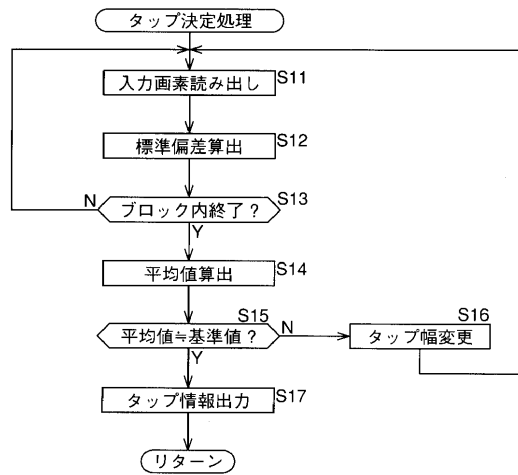 タップ決定処理
入力画素読み出し
S11
標準偏差算出
S12
ブロック内終了？
S13
N
Y
平均値算出
S14
平均値≒基準値？
S15
N
Y
タップ幅変更
S16
タップ情報出力
S17
リターン